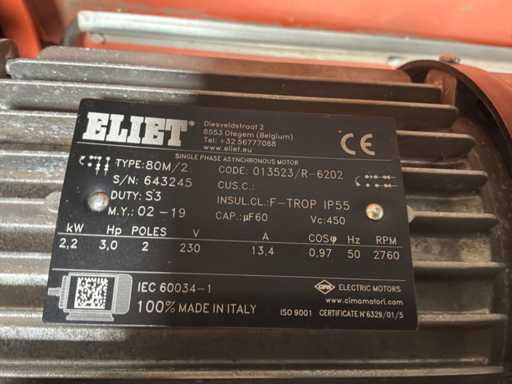 ELIET®
Diesveldstraat 2
8553 Otegem (Belgium)
Tel: +32 56777088
www.eliet.eu
CE
SINGLE PHASE ASYNCHRONOUS MOTOR
TYPE: 80M/2
CODE: 013523/R-6202
S/N: 643245
CUS.C.:
DUTY: S3
INSUL.CL: F-TROP IP55
M.Y.: 02-19
CAP.: µF60
Vc: 450
kW Hp POLES V A COSφ Hz RPM
2,2 3,0 2 230 13,4 0,97 50 2760
IEC 60034-1
ELECTRIC MOTORS
www.cimamotori.com
100% MADE IN ITALY
ISO 9001 CERTIFICATE N°6329/01/S